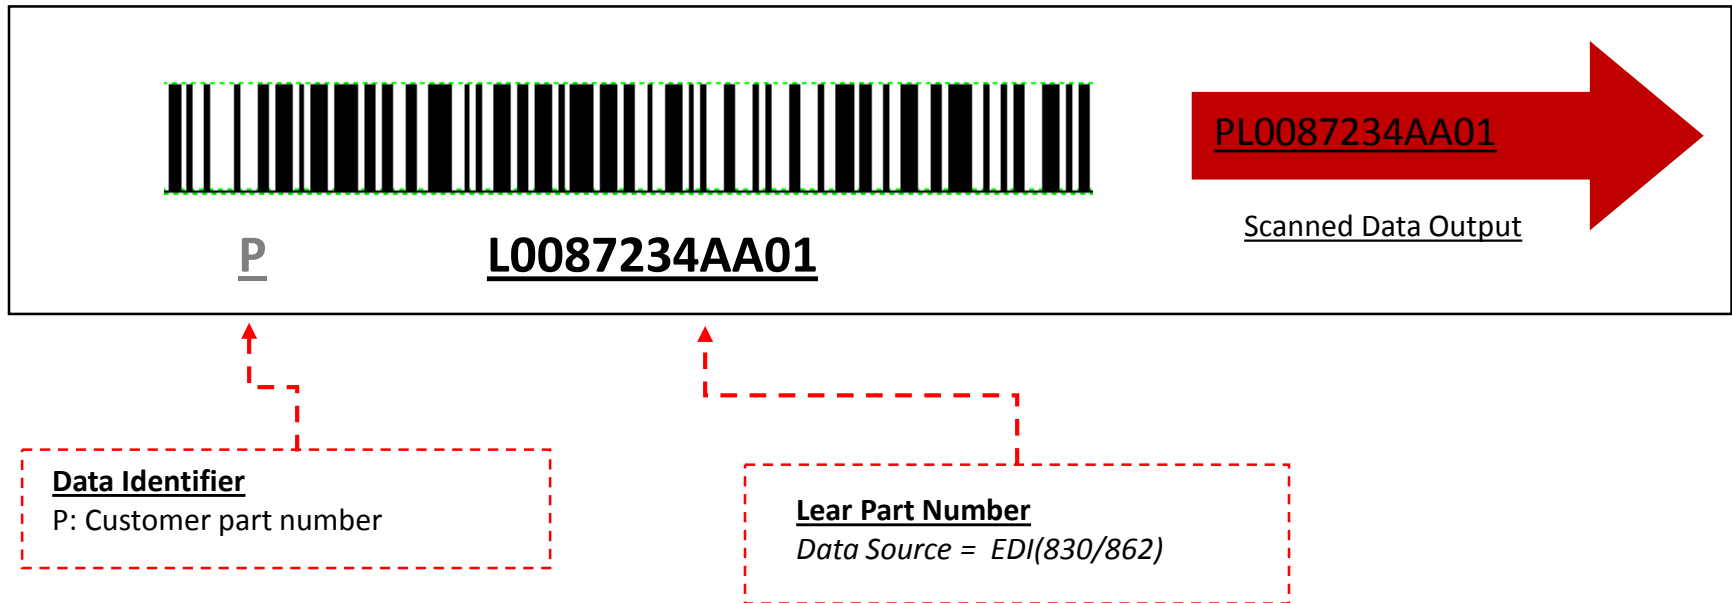 PL0087234AA01
Scanned Data Output
P L0087234AA01
Data Identifier
P: Customer part number
Lear Part Number
Data Source = EDI(830/862)